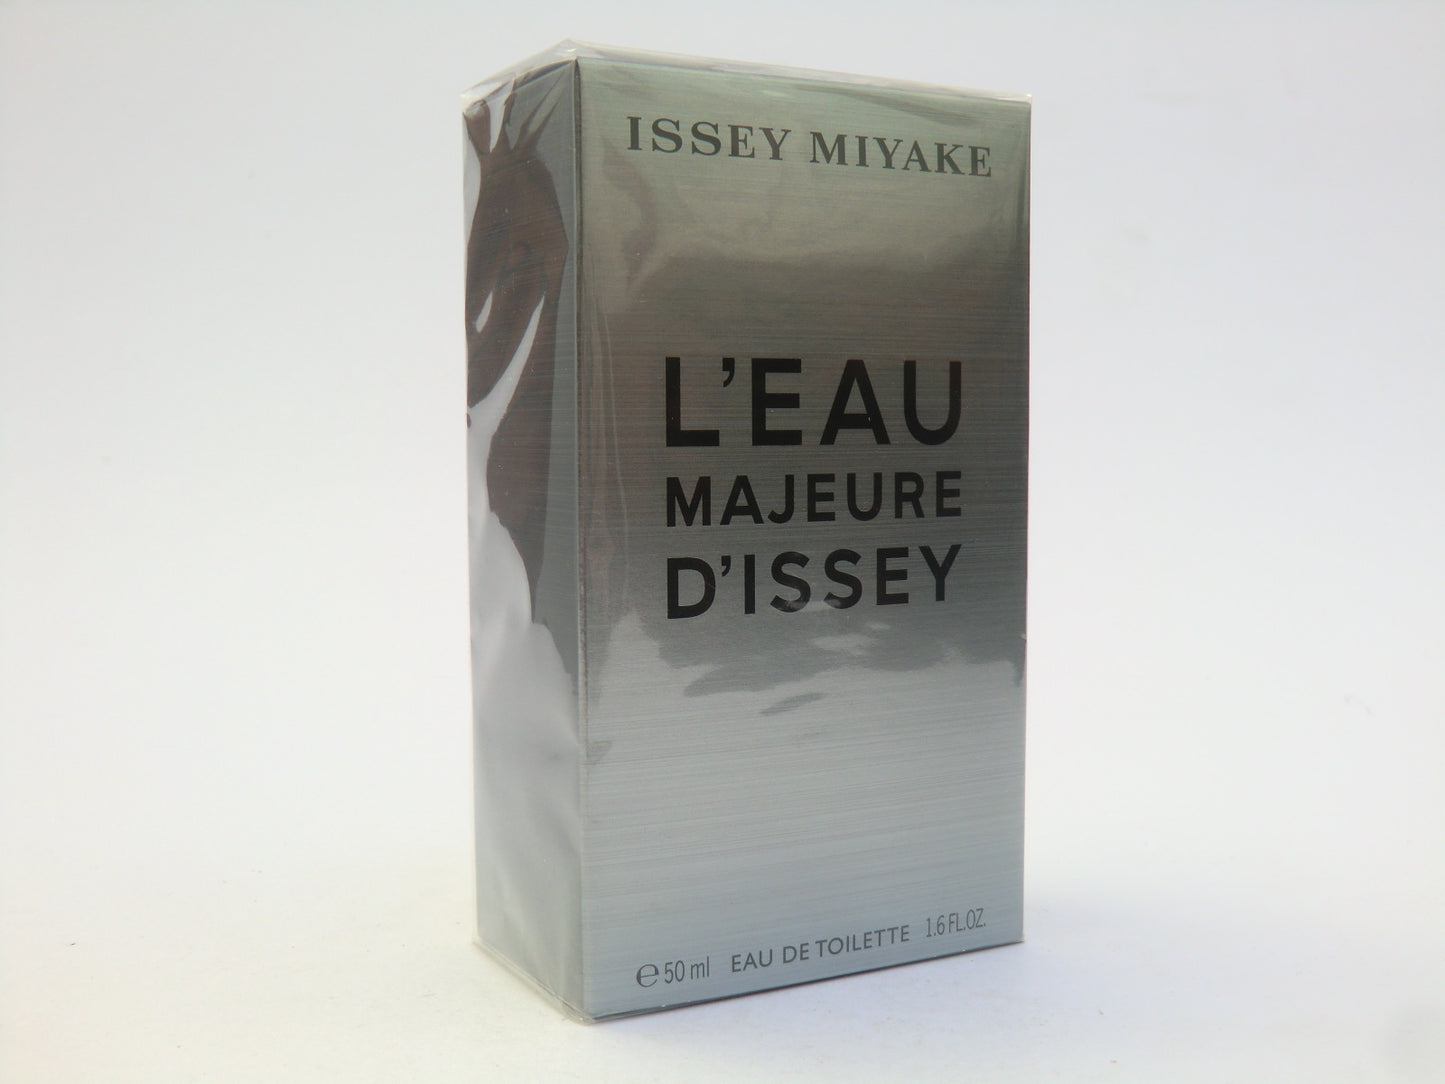 ISSEY MIYAKE
L'EAU
MAJEURE
D'ISSEY
℮ 50 ml EAU DE TOILETTE 1.6 FL.OZ.